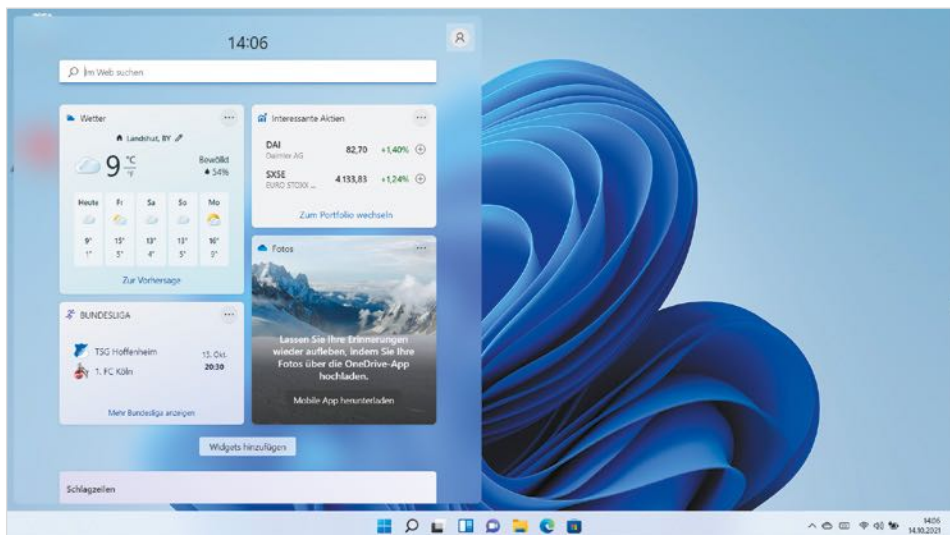 14:06
Im Web suchen
Wetter
Landshut, BY
9 °C
°F
Bewölkt
54%
Heute Fr Sa So Mo
9° 15° 13° 13° 16°
1° 3° 4° 5° 9°
Zur Vorhersage
Interessante Aktien
DAI 82,70 +1,40%
Daimler AG
SX5E 4.133,83 +1,24%
EURO STOXX ...
Zum Portfolio wechseln
Fotos
Lassen Sie Ihre Erinnerungen
wieder aufleben, indem Sie Ihre
Fotos über die OneDrive-App
hochladen.
Mobile App herunterladen
BUNDESLIGA
TSG Hoffenheim
1. FC Köln
15. Okt.
20:30
Mehr Bundesliga anzeigen
Widgets hinzufügen
Schlagzeilen
14:06
14.10.2021